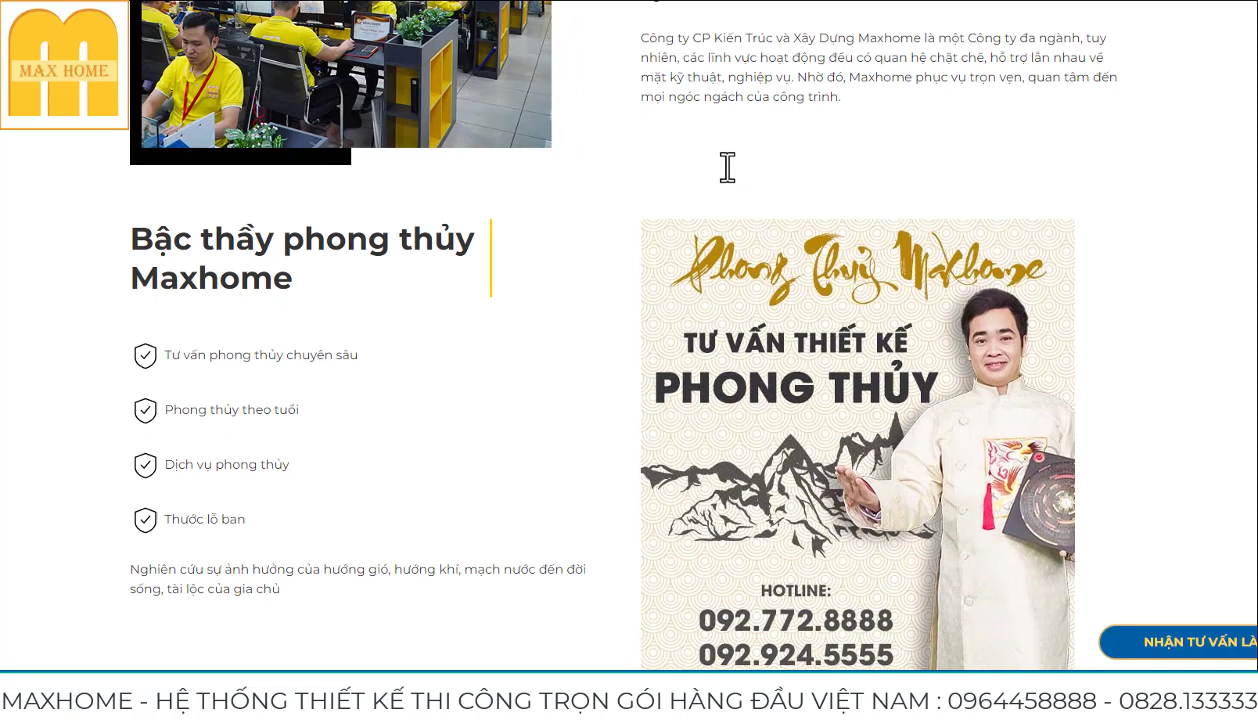 MAX HOME
Công ty CP Kiến Trúc và Xây Dựng Maxhome là một Công ty đa ngành, tuy
nhiên, các lĩnh vực hoạt động đều có quan hệ chặt chẽ, hỗ trợ lẫn nhau về
mặt kỹ thuật, nghiệp vụ. Nhờ đó, Maxhome phục vụ trọn vẹn, quan tâm đến
mọi ngóc ngách của công trình.
Bậc thầy phong thủy
Maxhome
Tư vấn phong thủy chuyên sâu
Phong thủy theo tuổi
Dịch vụ phong thủy
Thước lỗ ban
Nghiên cứu sự ảnh hưởng của hướng gió, hướng khí, mạch nước đến đời
sống, tài lộc của gia chủ
Phong Thuỷ Maxhome
TƯ VẤN THIẾT KẾ
PHONG THỦY
HOTLINE:
092.772.8888
092.924.5555
NHẬN TƯ VẤN LÀ
MAXHOME - HỆ THỐNG THIẾT KẾ THI CÔNG TRỌN GÓI HÀNG ĐẦU VIỆT NAM : 0964458888 - 0828.133333